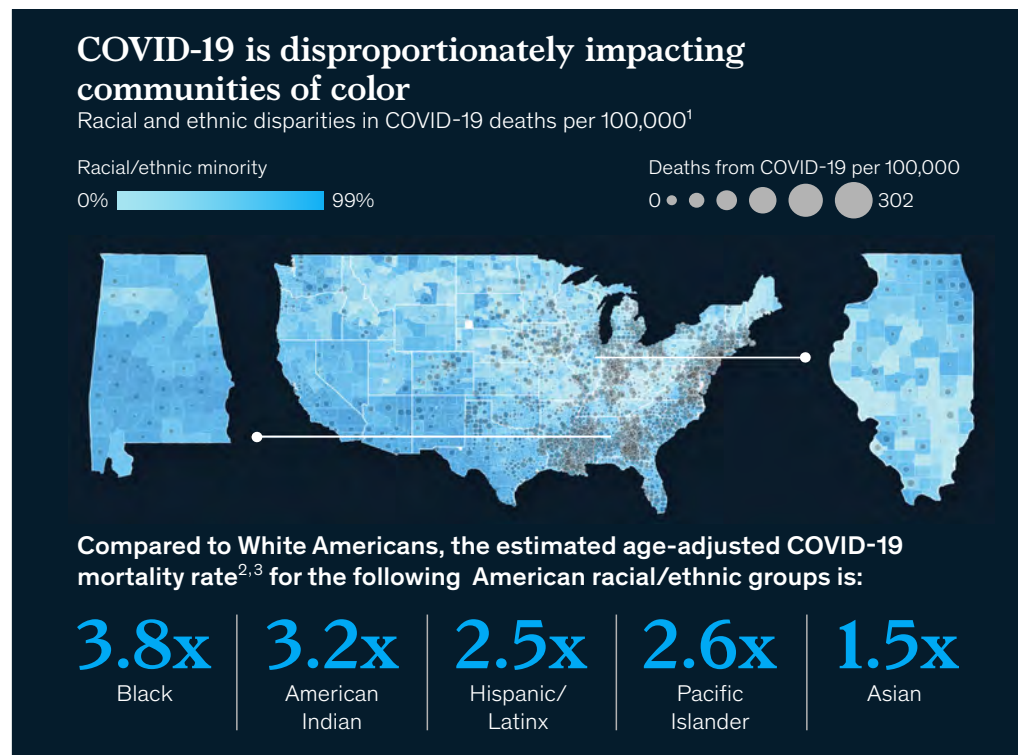 COVID-19 is disproportionately impacting
communities of color
Racial and ethnic disparities in COVID-19 deaths per 100,000¹
Racial/ethnic minority
0% 99%
Deaths from COVID-19 per 100,000
0 302
Compared to White Americans, the estimated age-adjusted COVID-19
mortality rate²,³ for the following American racial/ethnic groups is:
3.8x
Black
3.2x
American
Indian
2.5x
Hispanic/
Latinx
2.6x
Pacific
Islander
1.5x
Asian